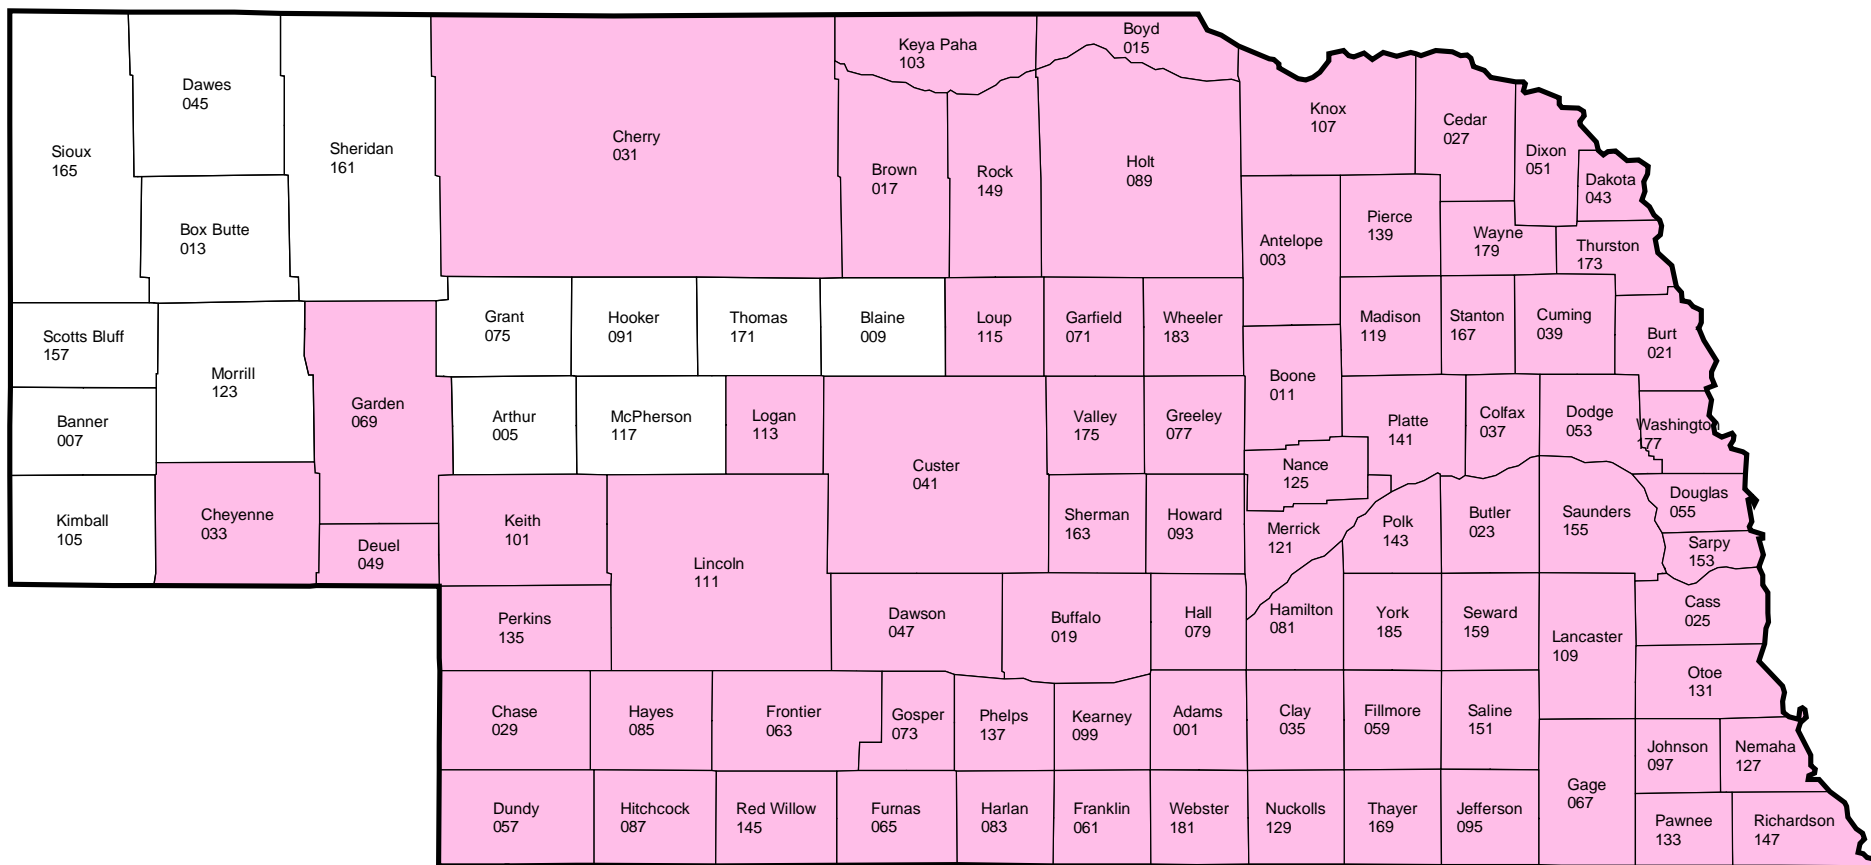 Sioux
165
Dawes
045
Box Butte
013
Sheridan
161
Scotts Bluff
157
Banner
007
Kimball
105
Morrill
123
Cheyenne
033
Garden
069
Deuel
049
Cherry
031
Keya Paha
103
Boyd
015
Brown
017
Rock
149
Holt
089
Knox
107
Cedar
027
Dixon
051
Dakota
043
Antelope
003
Pierce
139
Wayne
179
Thurston
173
Grant
075
Hooker
091
Thomas
171
Blaine
009
Loup
115
Garfield
071
Wheeler
183
Madison
119
Stanton
167
Cuming
039
Burt
021
Arthur
005
McPherson
117
Logan
113
Custer
041
Valley
175
Greeley
077
Boone
011
Nance
125
Platte
141
Colfax
037
Dodge
053
Washington
177
Keith
101
Lincoln
111
Sherman
163
Howard
093
Merrick
121
Polk
143
Butler
023
Saunders
155
Douglas
055
Sarpy
153
Perkins
135
Dawson
047
Buffalo
019
Hall
079
Hamilton
081
York
185
Seward
159
Lancaster
109
Cass
025
Otoe
131
Chase
029
Hayes
085
Frontier
063
Gosper
073
Phelps
137
Kearney
099
Adams
001
Clay
035
Fillmore
059
Saline
151
Gage
067
Johnson
097
Nemaha
127
Dundy
057
Hitchcock
087
Red Willow
145
Furnas
065
Harlan
083
Franklin
061
Webster
181
Nuckolls
129
Thayer
169
Jefferson
095
Pawnee
133
Richardson
147